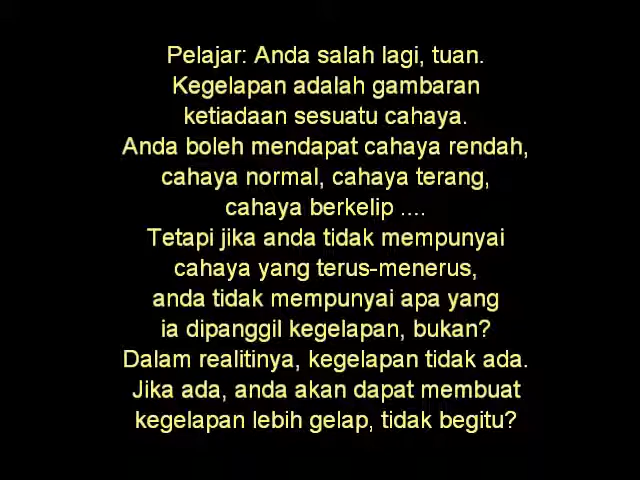 Pelajar: Anda salah lagi, tuan.
Kegelapan adalah gambaran
ketiadaan sesuatu cahaya.
Anda boleh mendapat cahaya rendah,
cahaya normal, cahaya terang,
cahaya berkelip ....
Tetapi jika anda tidak mempunyai
cahaya yang terus-menerus,
anda tidak mempunyai apa yang
ia dipanggil kegelapan, bukan?
Dalam realitinya, kegelapan tidak ada.
Jika ada, anda akan dapat membuat
kegelapan lebih gelap, tidak begitu?